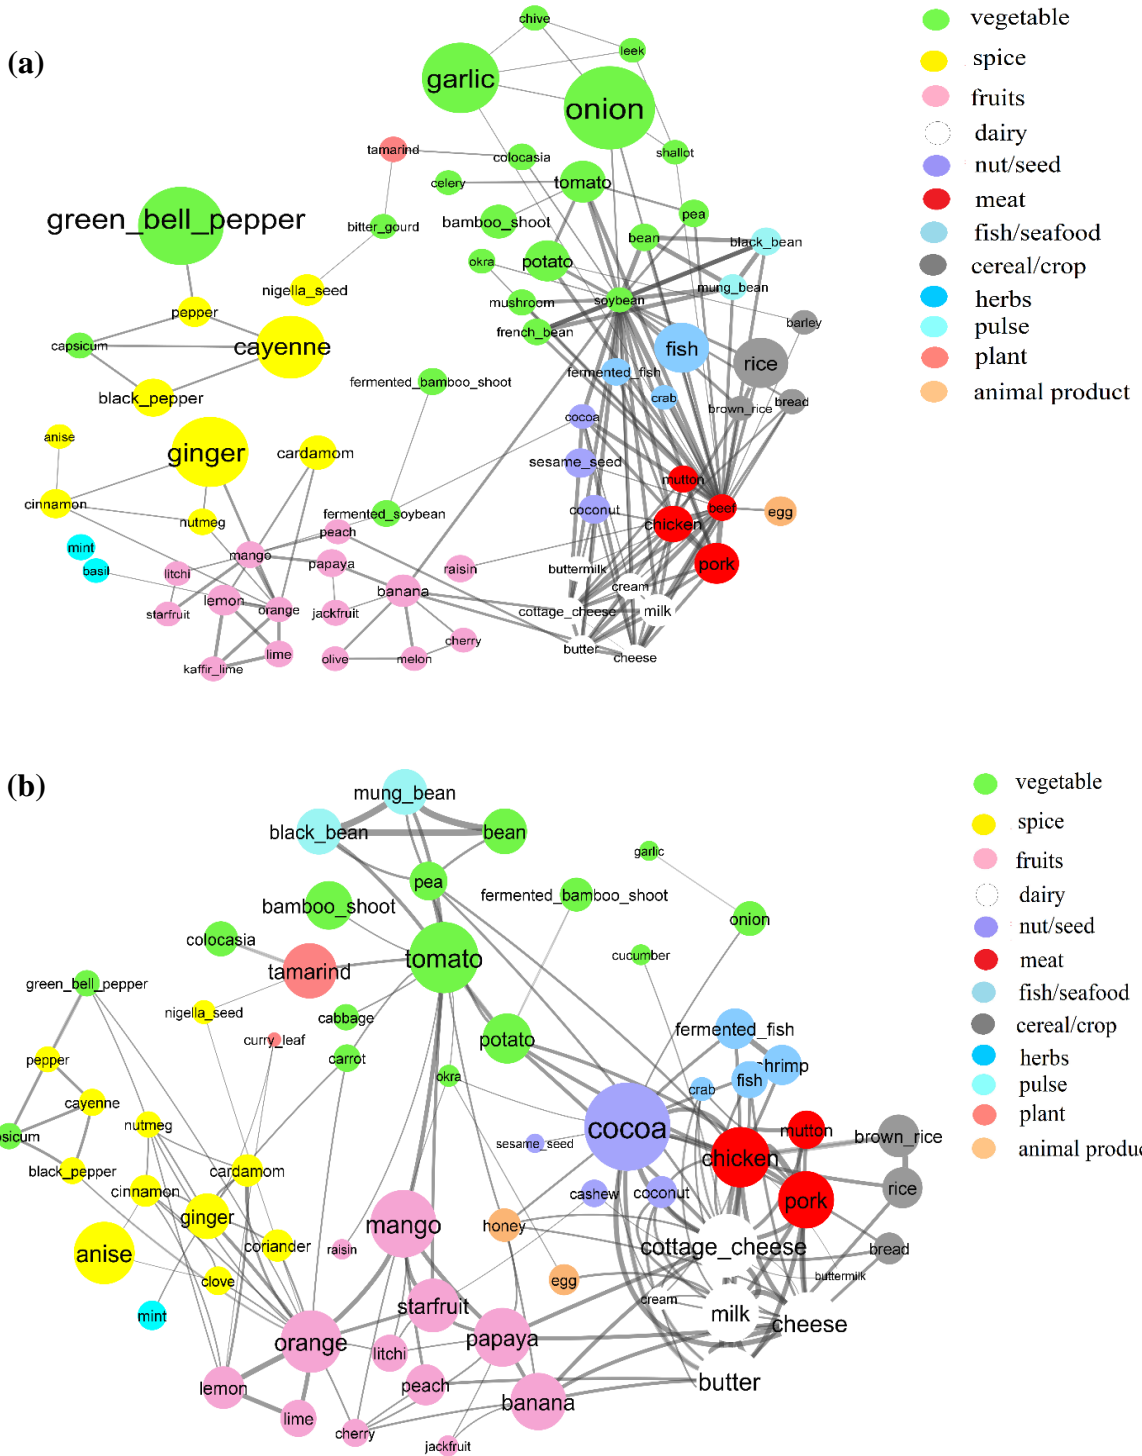 (a)
chive
leek
garlic
onion
shallot
tamarind
colocasia
celery
tomato
bamboo_shoot
pea
green_bell_pepper
bitter_gourd
bean
black_bean
okra
potato
nigella_seed
mung_bean
mushroom
soybean
pepper
french_bean
barley
capsicum
cayenne
fish
rice
fermented_fish
fermented_bamboo_shoot
black_pepper
crab
brown_rice
bread
cocoa
anise
ginger
cardamom
sesame_seed
mutton
cinnamon
nutmeg
fermented_soybean
coconut
beef
egg
chicken
peach
mint
basil
litchi
mango
papaya
raisin
buttermilk
pork
cream
starfruit
lemon
orange
jackfruit
banana
cottage_cheese
milk
kaffir_lime
lime
olive
melon
cherry
butter
cheese
vegetable
spice
fruits
dairy
nut/seed
meat
fish/seafood
cereal/crop
herbs
pulse
plant
animal product
(b)
mung_bean
black_bean
bean
garlic
pea
fermented_bamboo_shoot
bamboo_shoot
onion
colocasia
tomato
cucumber
tamarind
green_bell_pepper
nigella_seed
cabbage
curry_leaf
potato
fermented_fish
shrimp
pepper
carrot
okra
crab
fish
cayenne
nutmeg
psicum
cocoa
sesame_seed
mutton
brown_rice
black_pepper
cardamom
chicken
cinnamon
cashew
coconut
pork
rice
ginger
mango
honey
anise
coriander
raisin
cottage_cheese
bread
clove
egg
buttermilk
cream
mint
starfruit
milk
cheese
orange
litchi
papaya
lemon
peach
butter
lime
cherry
banana
jackfruit
vegetable
spice
fruits
dairy
nut/seed
meat
fish/seafood
cereal/crop
herbs
pulse
plant
animal produc